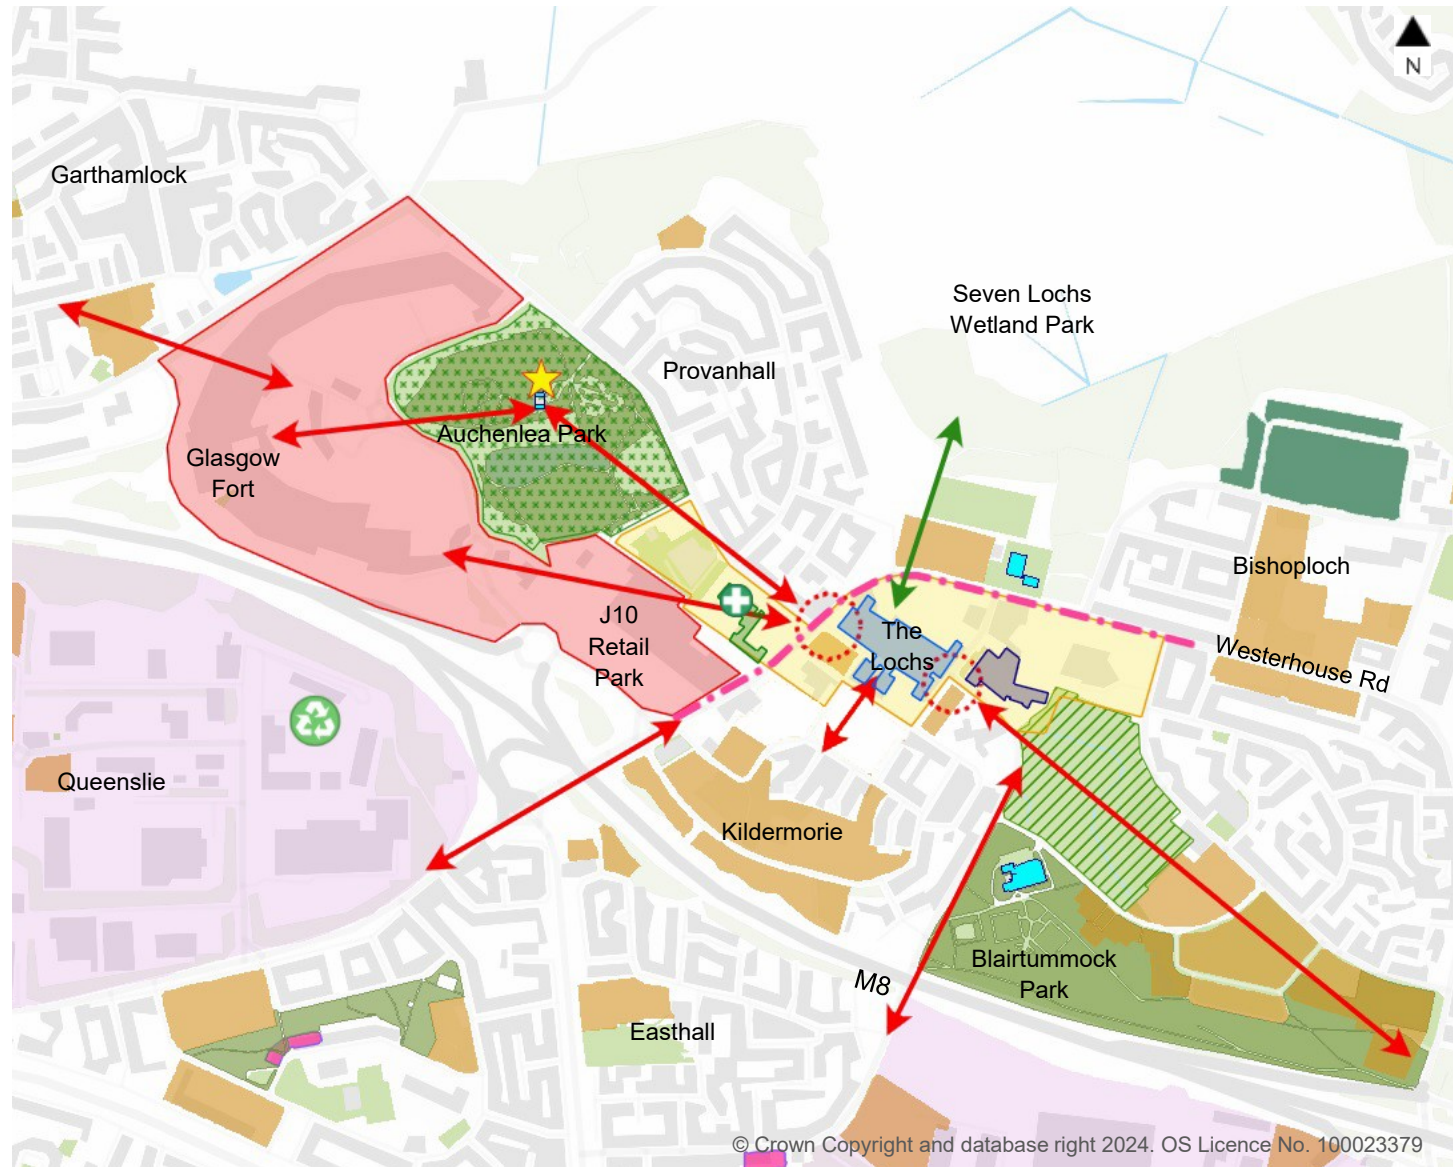 N
Garthamlock
Seven Lochs
Wetland Park
Provanhall
Auchenlea Park
Glasgow
Fort
Bishoploch
J10
Retail
Park
The
Lochs
Westerhouse Rd
Queenslie
Kildermorie
Blairtummock
Park
M8
Easthall
© Crown Copyright and database right 2024. OS Licence No. 100023379